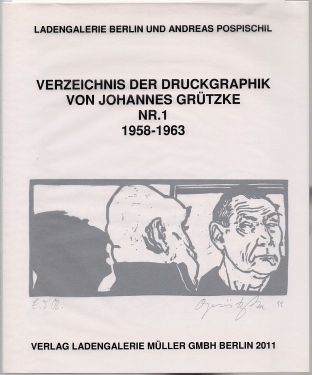 LADENGALERIE BERLIN UND ANDREAS POSPISCHIL
VERZEICHNIS DER DRUCKGRAPHIK
VON JOHANNES GRÜTZKE
NR.1
1958-1963
VERLAG LADENGALERIE MÜLLER GMBH BERLIN 2011